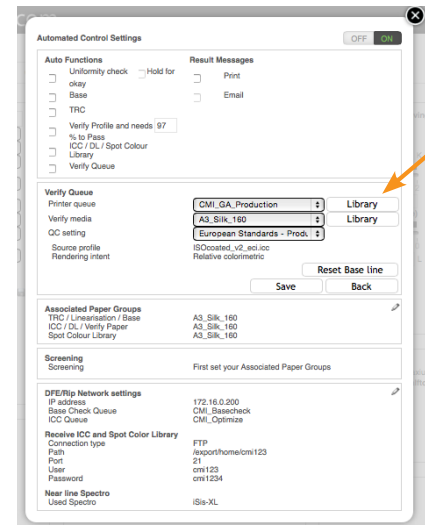 Automated Control Settings OFF ON
Auto Functions Result Messages
Uniformity check Hold for okay Print
Base Email
TRC
Verify Profile and needs 97 % to Pass
ICC / DL / Spot Colour Library
Verify Queue
Verify Queue
Printer queue CMI_GA_Production Library
Verify media A3_Silk_160 Library
QC setting European Standards - Produ
Source profile ISOcoated_v2_eci.icc
Rendering intent Relative colorimetric
Reset Base line
Save Back
Associated Paper Groups
TRC / Linearisation / Base A3_Silk_160
ICC / DL / Verify Paper A3_Silk_160
Spot Colour Library A3_Silk_160
Screening
Screening First set your Associated Paper Groups
DFE/Rip Network settings
IP address 172.16.0.200
Base Check Queue CMI_Basecheck
ICC Queue CMI_Optimize
Receive ICC and Spot Color Library
Connection type FTP
Path /export/home/cmi123
Port 21
User cmi123
Password cmi1234
Near line Spectro
Used Spectro iSis-XL